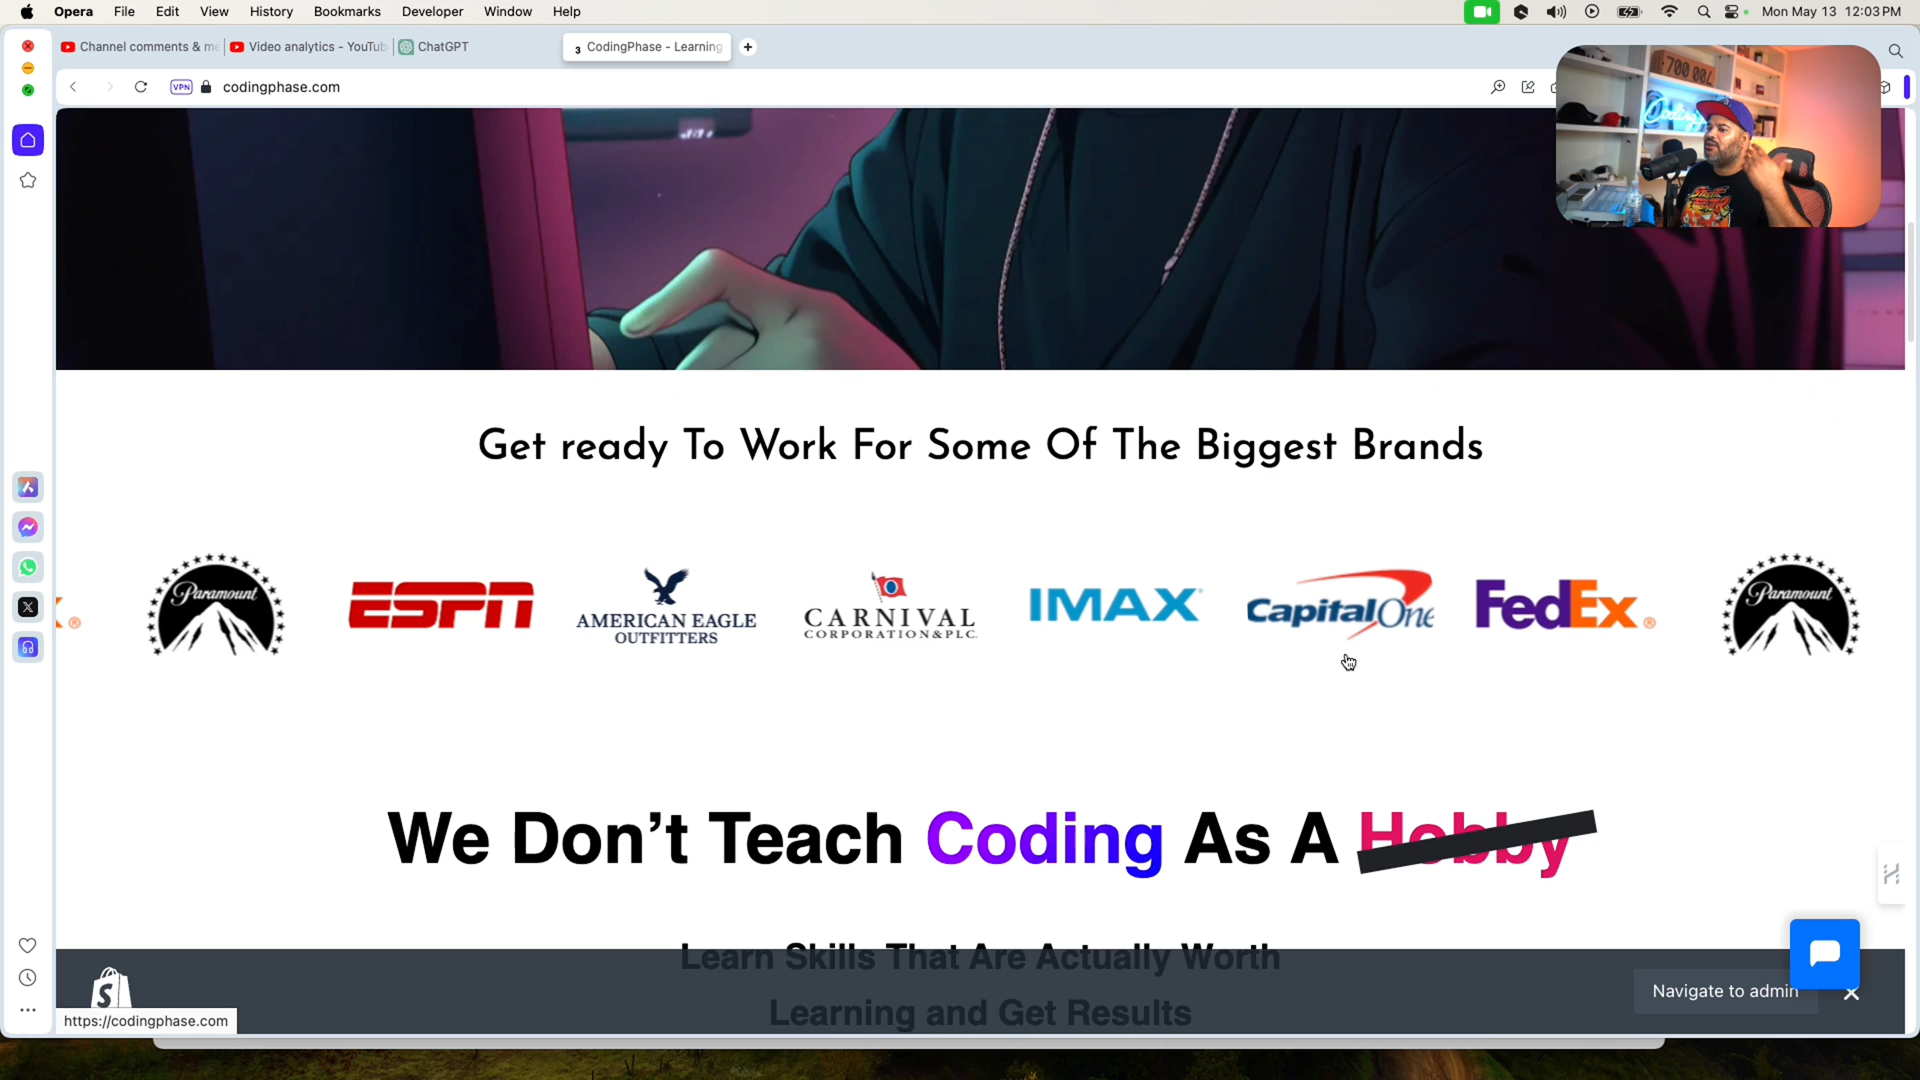 Opera File Edit View History Bookmarks Developer Window Help Mon May 13 12:03 PM
Channel comments & me Video analytics - YouTub ChatGPT 3 CodingPhase - Learning
VPN codingphase.com
Get ready To Work For Some Of The Biggest Brands
Paramount ESPN AMERICAN EAGLE OUTFITTERS CARNIVAL CORPORATION & PLC. IMAX Capital One FedEx Paramount
We Don't Teach Coding As A Hobby
Learn Skills That Are Actually Worth
Learning and Get Results
Navigate to admin
https://codingphase.com